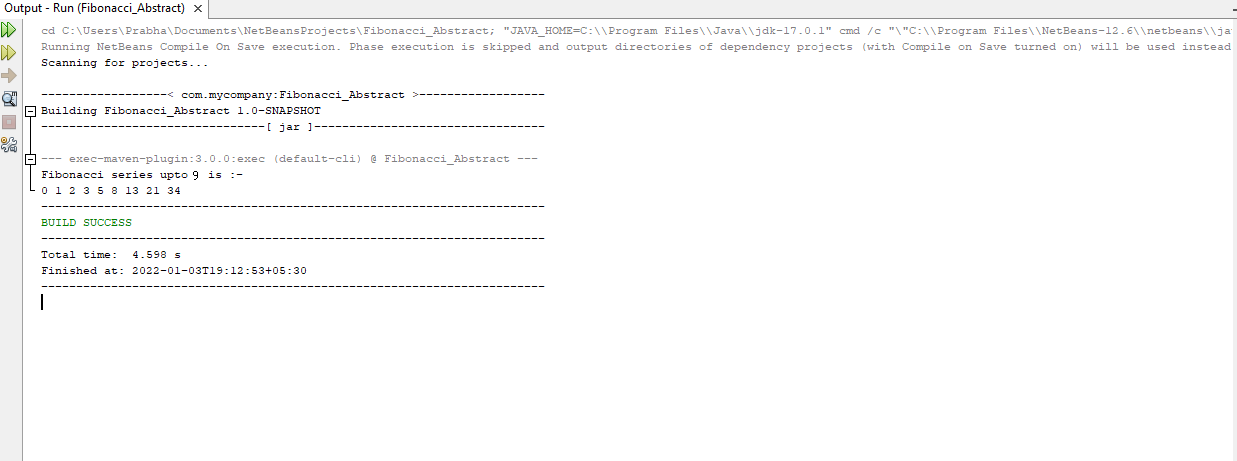 Output - Run (Fibonacci_Abstract) ×
cd C:\Users\Prabha\Documents\NetBeansProjects\Fibonacci_Abstract; "JAVA_HOME=C:\\Program Files\\Java\\jdk-17.0.1" cmd /c "\"C:\\Program Files\\NetBeans-12.6\\netbeans\\ja
Running NetBeans Compile On Save execution. Phase execution is skipped and output directories of dependency projects (with Compile on Save turned on) will be used instead
Scanning for projects...
------------------< com.mycompany:Fibonacci_Abstract >------------------
Building Fibonacci_Abstract 1.0-SNAPSHOT
--------------------------------[ jar ]---------------------------------
--- exec-maven-plugin:3.0.0:exec (default-cli) @ Fibonacci_Abstract ---
Fibonacci series upto 9 is :-
0 1 2 3 5 8 13 21 34
------------------------------------------------------------------------
BUILD SUCCESS
------------------------------------------------------------------------
Total time:  4.598 s
Finished at: 2022-01-03T19:12:53+05:30
------------------------------------------------------------------------